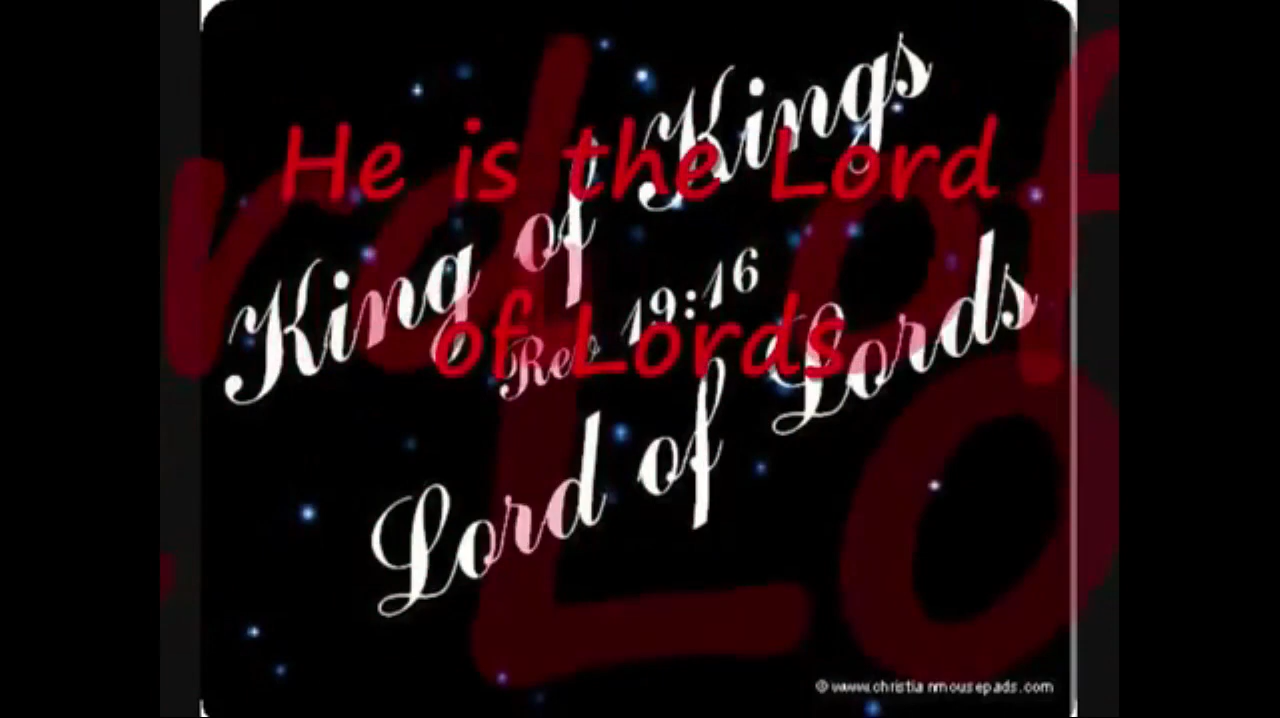 King of Kings
He is the Lord
Rev 19:16
of Lords
Lord of Lords
© www.christianmousepads.com